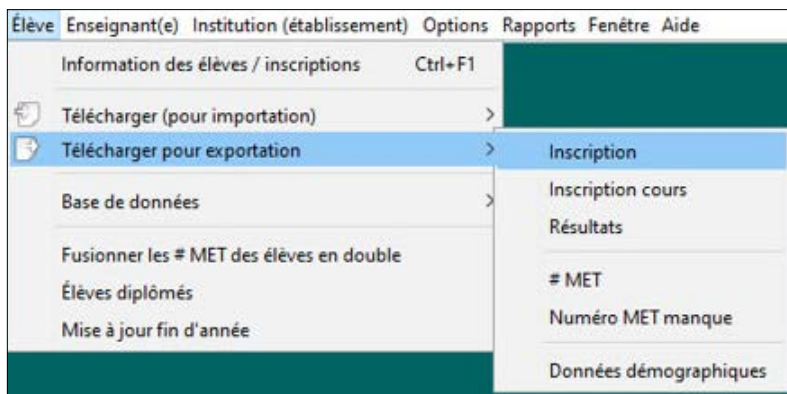 Élève Enseignant(e) Institution (établissement) Options Rapports Fenêtre Aide
Information des élèves / inscriptions Ctrl+F1
Télécharger (pour importation)
Télécharger pour exportation
Base de données
Fusionner les # MET des élèves en double
Élèves diplômés
Mise à jour fin d'année
Inscription
Inscription cours
Résultats
# MET
Numéro MET manque
Données démographiques